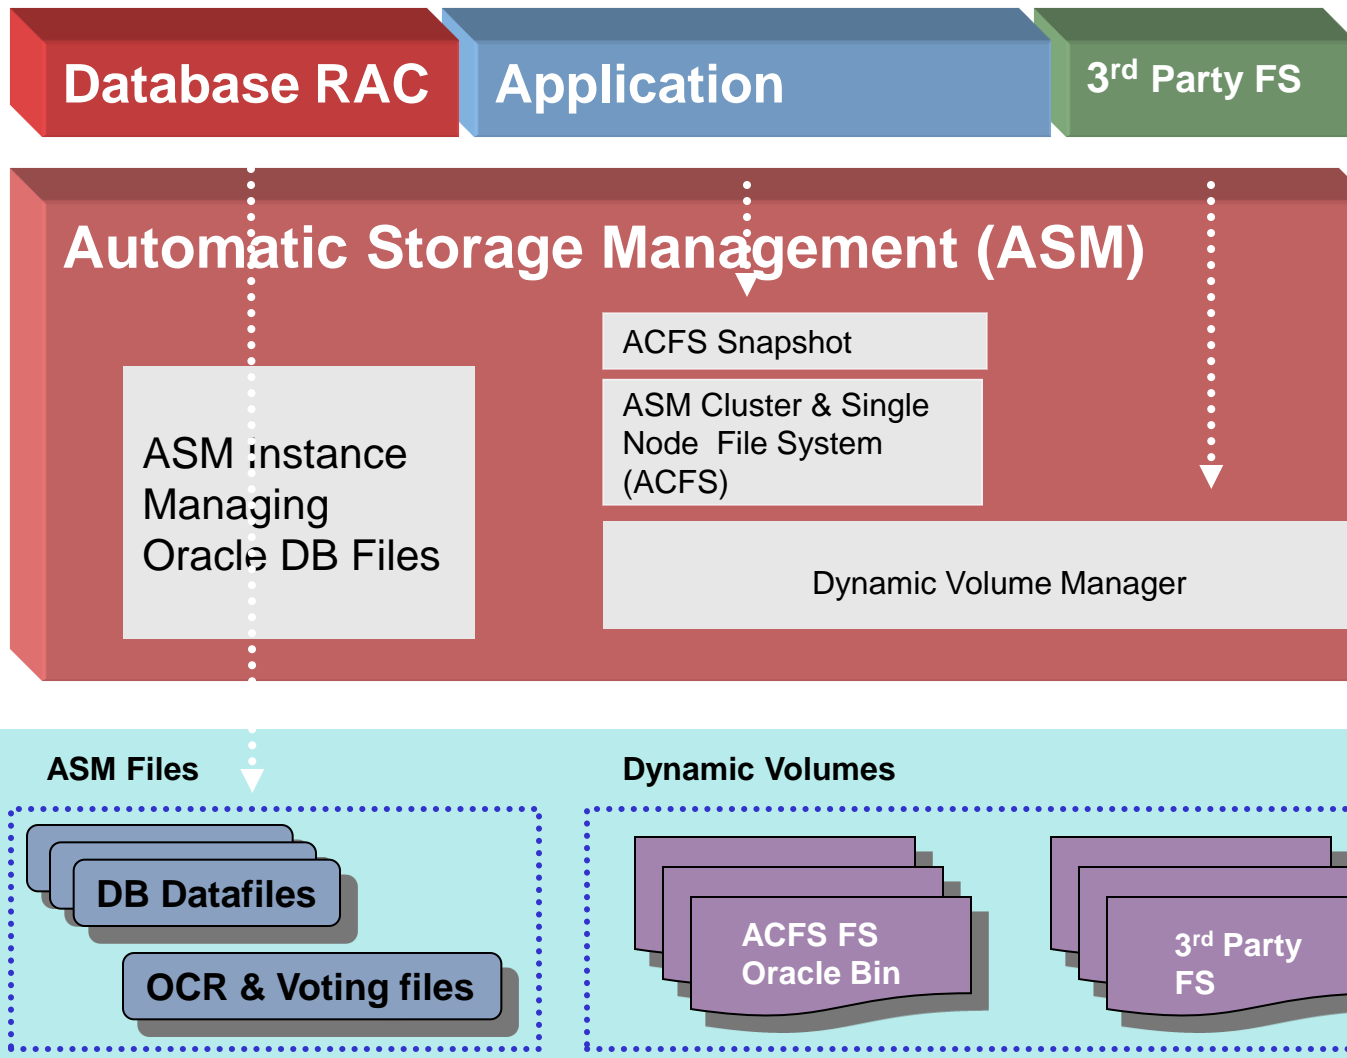 Database RAC
Application
3rd Party FS
Automatic Storage Management (ASM)
ACFS Snapshot
ASM Cluster & Single
Node File System
(ACFS)
ASM instance
Managing
Oracle DB Files
Dynamic Volume Manager
ASM Files
Dynamic Volumes
DB Datafiles
OCR & Voting files
ACFS FS
Oracle Bin
3rd Party
FS